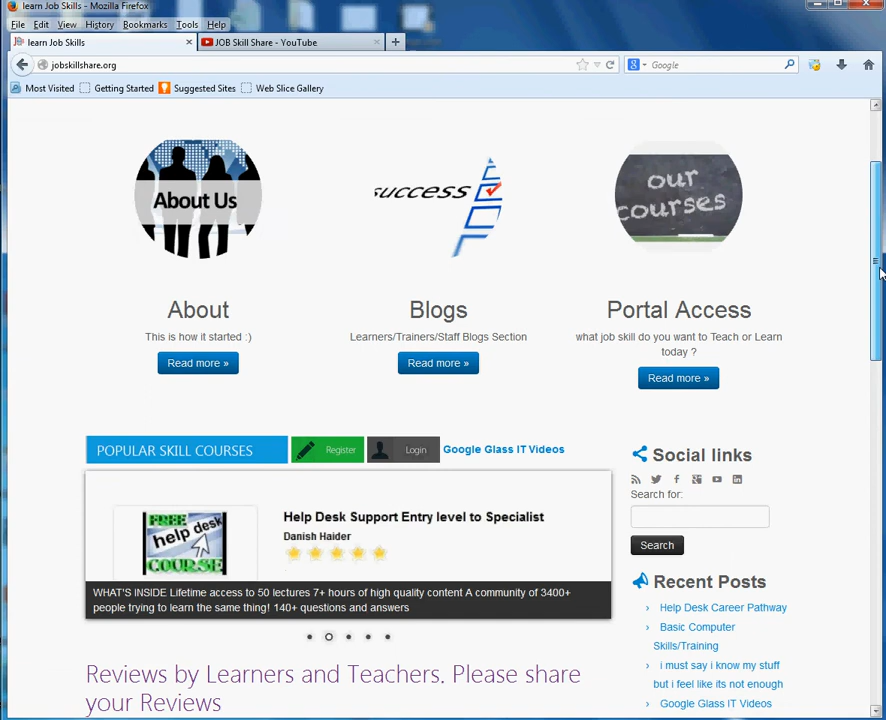 learn Job Skills - Mozilla Firefox
File Edit View History Bookmarks Tools Help
learn Job Skills × JOB Skill Share - YouTube × +
jobskillshare.org
Google
Most Visited Getting Started Suggested Sites Web Slice Gallery
About Us
success
our
courses
About
This is how it started :)
Read more »
Blogs
Learners/Trainers/Staff Blogs Section
Read more »
Portal Access
what job skill do you want to Teach or Learn
today ?
Read more »
POPULAR SKILL COURSES Register Login Google Glass IT Videos
FREE
help desk
COURSE
Help Desk Support Entry level to Specialist
Danish Haider
WHAT'S INSIDE Lifetime access to 50 lectures 7+ hours of high quality content A community of 3400+
people trying to learn the same thing! 140+ questions and answers
Reviews by Learners and Teachers. Please share
your Reviews
Social links
Search for:
Search
Recent Posts
Help Desk Career Pathway
Basic Computer
Skills/Training
i must say i know my stuff
but i feel like its not enough
Google Glass IT Videos